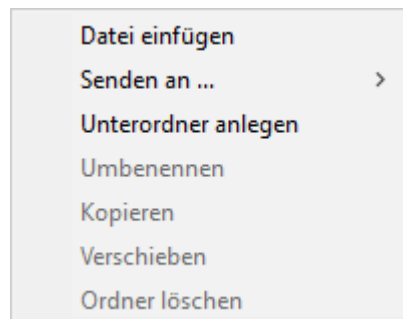 Datei einfügen
Senden an ...
Unterordner anlegen
Umbenennen
Kopieren
Verschieben
Ordner löschen